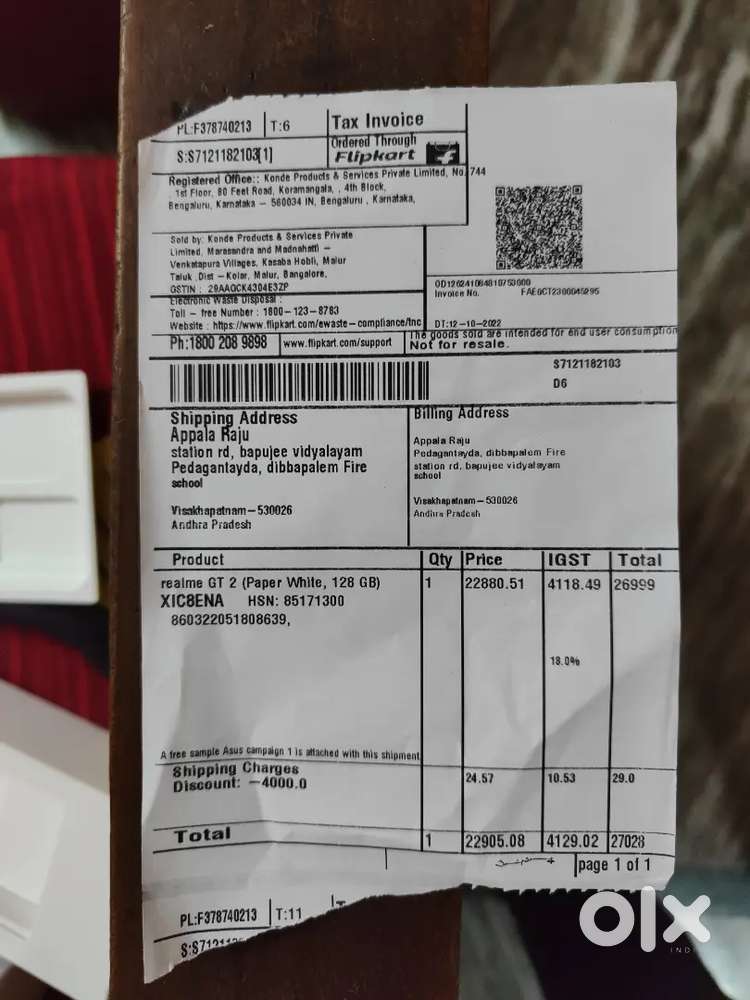 PL:F378740213 T:6 Tax Invoice
S:S7121182103[1] Ordered Through
Flipkart
Registered Office:: Konde Products & Services Private Limited, No. 744
, 1st Floor, 80 Feet Road, Koramangala, , 4th Block,
Bengaluru, Karnataka – 560034 IN, Bengaluru , Karnataka,
Sold by: Konde Products & Services Private
Limited, Marasandra and Madnahatti –
Venkatapura Villages, Kasaba Hobli, Malur
Taluk ,Dist – Kolar, Malur, Bangalore,
GSTIN : 29AAQCK4304E3ZP
Electronic Waste Disposal :
Toll – free Number : 1800–123–8783
Website : https://www.flipkart.com/ewaste–compliance/tnc
OD126241064810753000
Invoice No. FAE6CT2300045295
DT:12–10–2022
Ph:1800 208 9898 www.flipkart.com/support
The goods sold are intended for end user consumption
Not for resale.
S7121182103
D6
Shipping Address
Appala Raju
station rd, bapujee vidyalayam
Pedagantayda, dibbapalem Fire
school
Visakhapatnam–530026
Andhra Pradesh
Billing Address
Appala Raju
Pedagantayda, dibbapalem Fire
station rd, bapujee vidyalayam
school
Visakhapatnam–530026
Andhra Pradesh
Product Qty Price IGST Total
realme GT 2 (Paper White, 128 GB) 1 22880.51 4118.49 26999
XIC8ENA HSN: 85171300
860322051808639,
18.0%
A free sample Asus campaign 1 is attached with this shipment
Shipping Charges 24.57 10.53 29.0
Discount: –4000.0
Total 1 22905.08 4129.02 27028
page 1 of 1
PL:F378740213 T:11
olx
IND